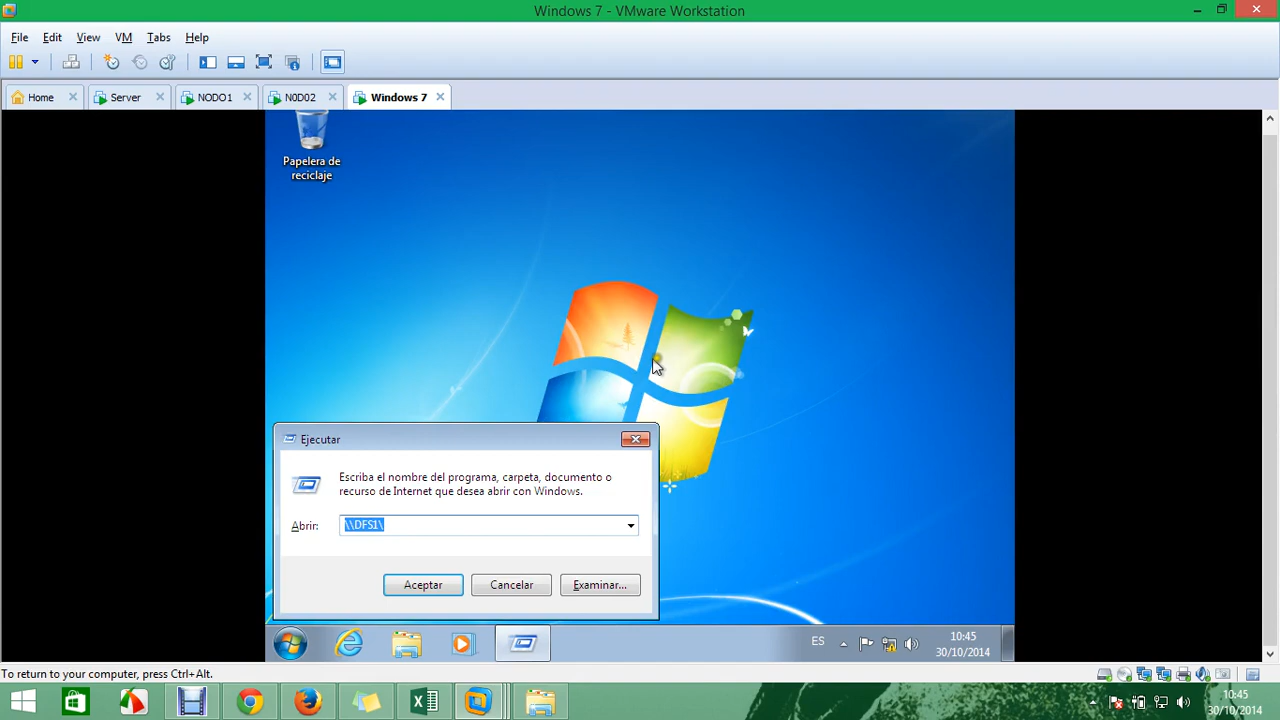 Windows 7 - VMware Workstation
File Edit View VM Tabs Help
Home Server NODO1 N0D02 Windows 7
Papelera de
reciclaje
Ejecutar
Escriba el nombre del programa, carpeta, documento o
recurso de Internet que desea abrir con Windows.
Abrir: \\DFS1\
Aceptar Cancelar Examinar...
ES 10:45
30/10/2014
To return to your computer, press Ctrl+Alt.
10:45
30/10/2014